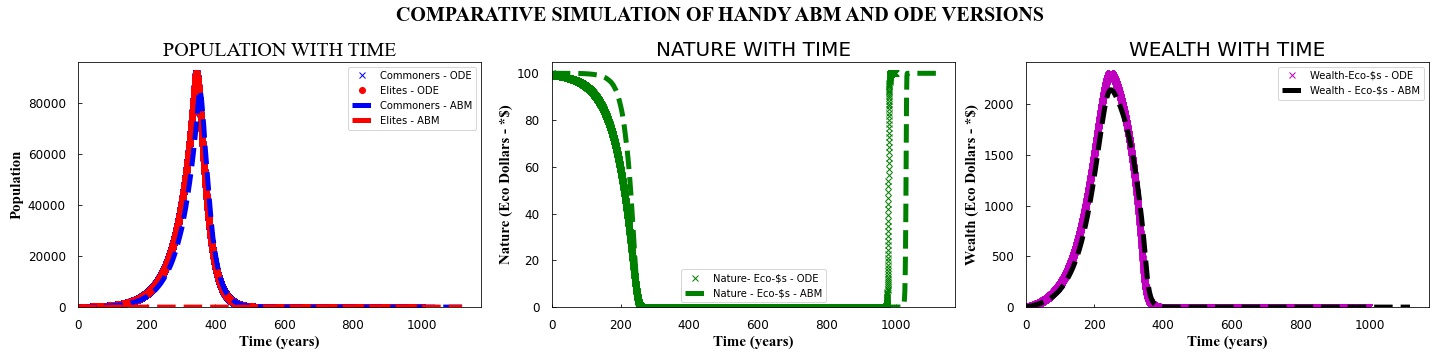 COMPARATIVE SIMULATION OF HANDY ABM AND ODE VERSIONS
POPULATION WITH TIME
Commoners - ODE
Elites - ODE
Commoners - ABM
Elites - ABM
Population
80000
60000
40000
20000
0
0 200 400 600 800 1000
Time (years)
NATURE WITH TIME
Nature (Eco Dollars - *$)
100
80
60
40
20
0
Nature- Eco-$s - ODE
Nature - Eco-$s - ABM
0 200 400 600 800 1000
Time (years)
WEALTH WITH TIME
Wealth-Eco-$s - ODE
Wealth - Eco-$s - ABM
Wealth (Eco Dollars - *$)
2000
1500
1000
500
0
0 200 400 600 800 1000
Time (years)